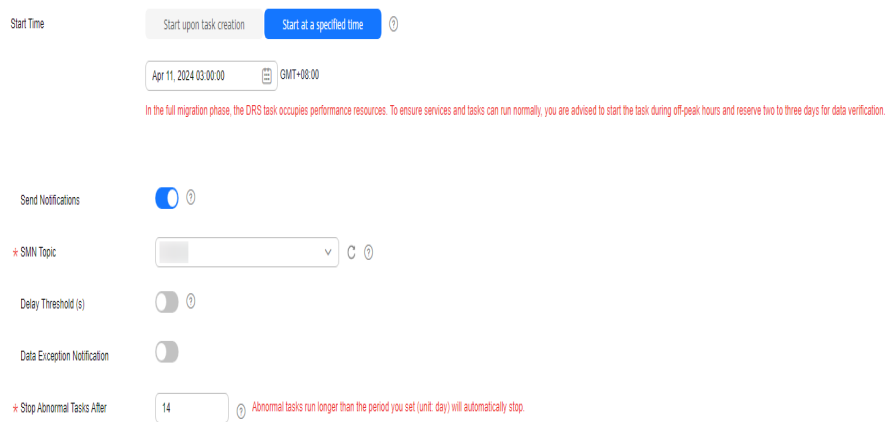 Start Time Start upon task creation Start at a specified time ?
Apr 11, 2024 03:00:00 GMT+08:00
In the full migration phase, the DRS task occupies performance resources. To ensure services and tasks can run normally, you are advised to start the task during off-peak hours and reserve two to three days for data verification.
Send Notifications ?
* SMN Topic ?
Delay Threshold (s) ?
Data Exception Notification
* Stop Abnormal Tasks After 14 ? Abnormal tasks run longer than the period you set (unit: day) will automatically stop.